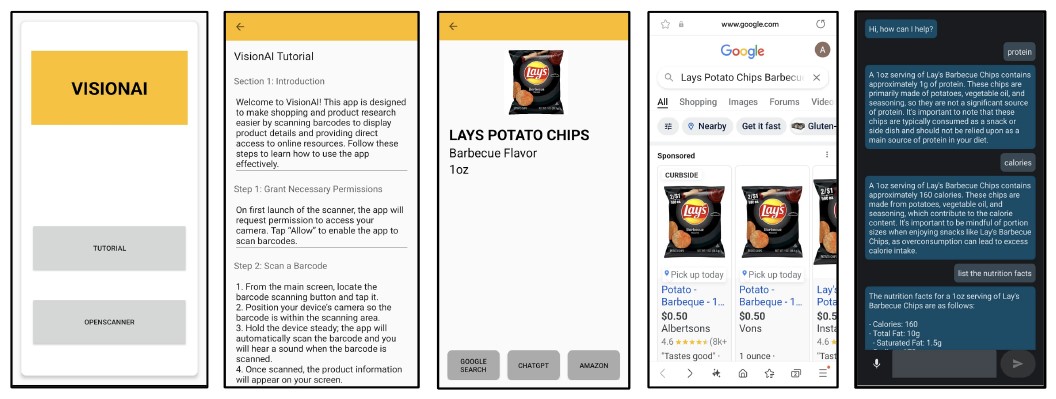 VISIONAI
TUTORIAL
OPENSCANNER
VisionAI Tutorial
Section 1: Introduction
Welcome to VisionAI! This app is designed
to make shopping and product research
easier by scanning barcodes to display
product details and providing direct
access to online resources. Follow these
steps to learn how to use the app
effectively.
Step 1: Grant Necessary Permissions
On first launch of the scanner, the app will
request permission to access your
camera. Tap “Allow” to enable the app to
scan barcodes.
Step 2: Scan a Barcode
1. From the main screen, locate the
barcode scanning button and tap it.
2. Position your device's camera so the
barcode is within the scanning area.
3. Hold the device steady; the app will
automatically scan the barcode and you
will hear a sound when the barcode is
scanned.
4. Once scanned, the product information
will appear on your screen.
Lay's
LAYS POTATO CHIPS
Barbecue Flavor
1oz
GOOGLE
SEARCH
CHATGPT
AMAZON
www.google.com
Google
A
Lays Potato Chips Barbecu
All Shopping Images Forums Video
Nearby Get it fast Gluten-
Sponsored
CURBSIDE
2/$1
Lay's
2/$1
Lay's
Pick up today
Potato -
Barbeque - 1...
$0.50
Albertsons
4.6 (8k+
"Tastes good" ·
Pick up today
Potato -
Barbeque - 1...
$0.50
Vons
1 ounce ·
Lay's
Pota
$0.5
Insta
4.6
"Tast
2
Hi, how can I help?
protein
A 1oz serving of Lay's Barbecue Chips contains
approximately 1g of protein. These chips are
primarily made of potatoes, vegetable oil, and
seasoning, so they are not a significant source
of protein. It's important to note that these
chips are typically consumed as a snack or
side dish and should not be relied upon as a
main source of protein in your diet.
calories
A 1oz serving of Lay's Barbecue Chips contains
approximately 160 calories. These chips are
made from potatoes, vegetable oil, and
seasoning, which contribute to the calorie
content. It's important to be mindful of portion
sizes when enjoying snacks like Lay's Barbecue
Chips, as overconsumption can lead to excess
calorie intake.
list the nutrition facts
The nutrition facts for a 1oz serving of Lay's
Barbecue Chips are as follows:
- Calories: 160
- Total Fat: 10g
- Saturated Fat: 1.5g